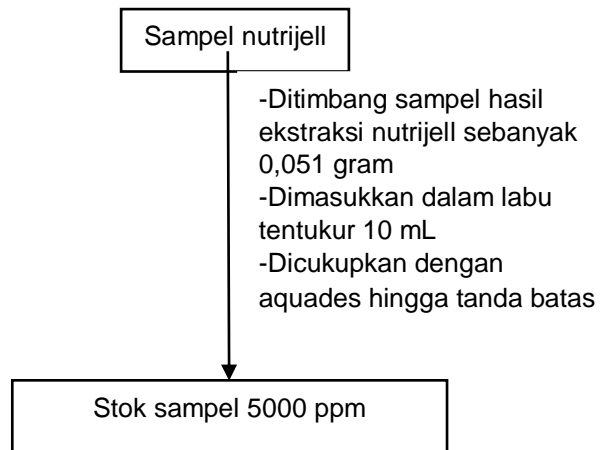 Sampel nutrijell
-Ditimbang sampel hasil
ekstraksi nutrijell sebanyak
0,051 gram
-Dimasukkan dalam labu
tentukur 10 mL
-Dicukupkan dengan
aquades hingga tanda batas
Stok sampel 5000 ppm